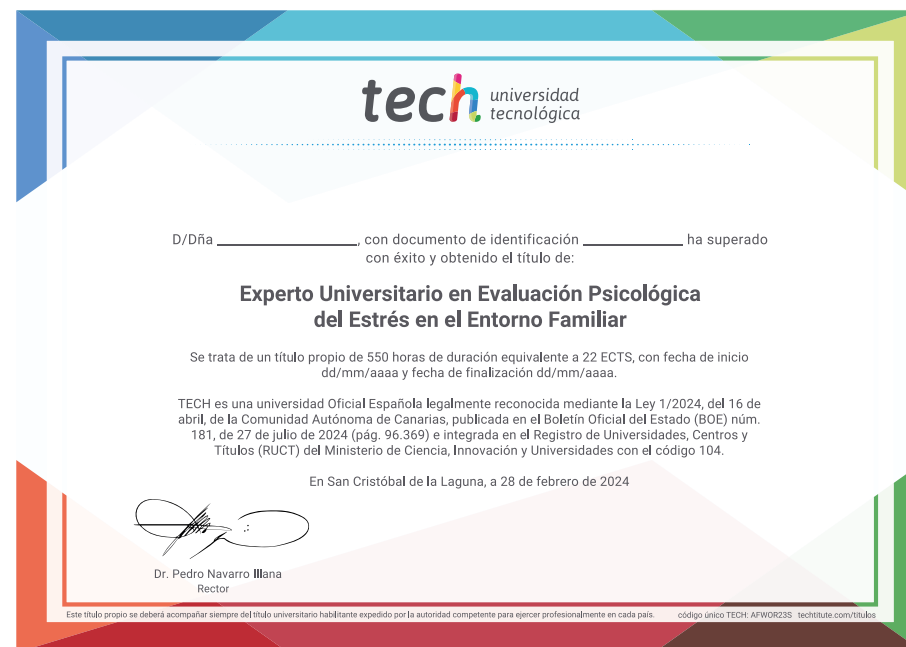 tech universidad
tecnológica
D/Dña ____________, con documento de identificación ____________ ha superado
con éxito y obtenido el título de:
Experto Universitario en Evaluación Psicológica
del Estrés en el Entorno Familiar
Se trata de un título propio de 550 horas de duración equivalente a 22 ECTS, con fecha de inicio
dd/mm/aaaa y fecha de finalización dd/mm/aaaa.
TECH es una universidad Oficial Española legalmente reconocida mediante la Ley 1/2024, del 16 de
abril, de la Comunidad Autónoma de Canarias, publicada en el Boletín Oficial del Estado (BOE) núm.
181, de 27 de julio de 2024 (pág. 96.369) e integrada en el Registro de Universidades, Centros y
Títulos (RUCT) del Ministerio de Ciencia, Innovación y Universidades con el código 104.
En San Cristóbal de la Laguna, a 28 de febrero de 2024
Dr. Pedro Navarro Illana
Rector
Este título propio se deberá acompañar siempre del título universitario habilitante expedido por la autoridad competente para ejercer profesionalmente en cada país. código único TECH: AFWOR23S techtitute.com/titulos